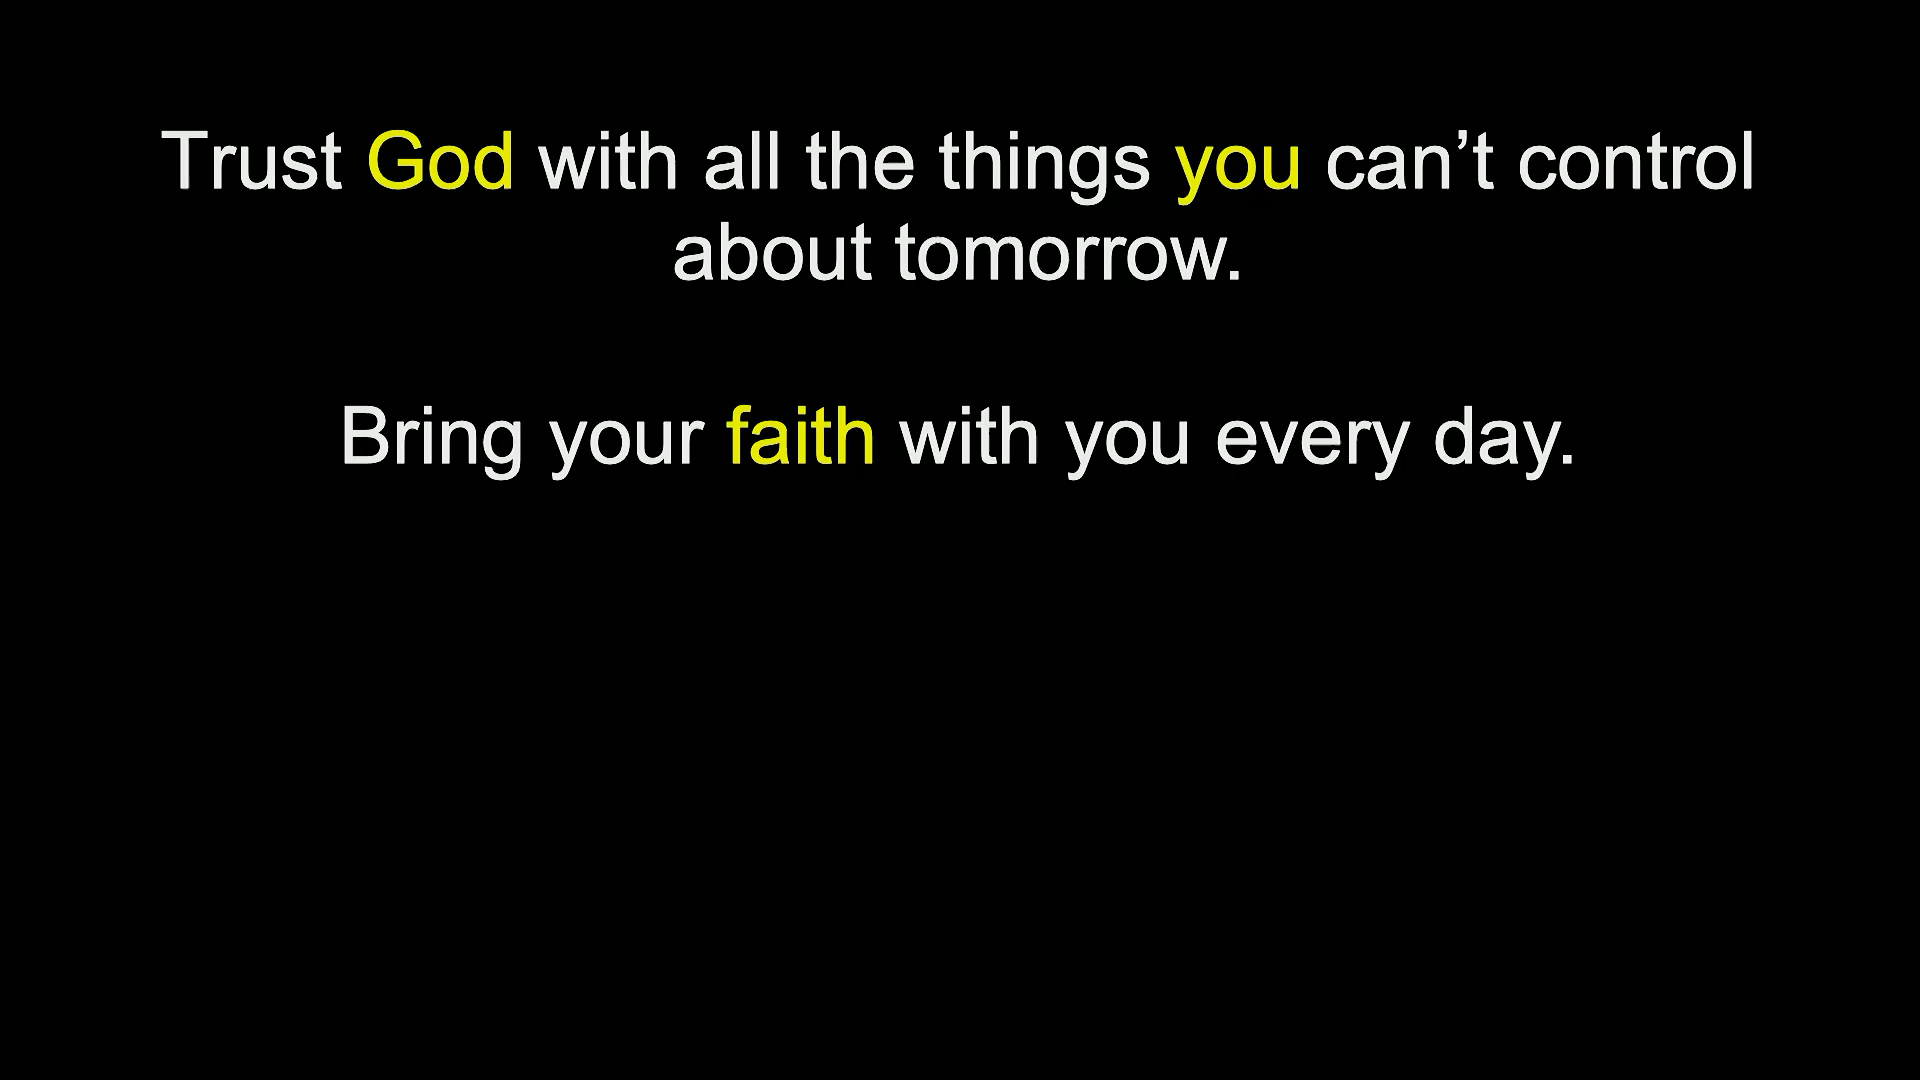 Trust God with all the things you can’t control
about tomorrow.
Bring your faith with you every day.